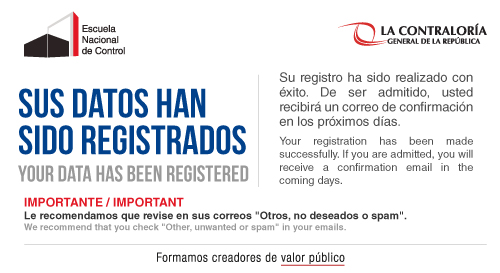 Escuela
Nacional
de Control
LA CONTRALORÍA
GENERAL DE LA REPÚBLICA
SUS DATOS HAN
SIDO REGISTRADOS
YOUR DATA HAS BEEN REGISTERED
Su registro ha sido realizado con
éxito. De ser admitido, usted
recibirá un correo de confirmación
en los próximos días.
Your registration has been made
successfully. If you are admitted, you will
receive a confirmation email in the
coming days.
IMPORTANTE / IMPORTANT
Le recomendamos que revise en sus correos "Otros, no deseados o spam".
We recommend that you check "Other, unwanted or spam" in your emails.
Formamos creadores de valor público